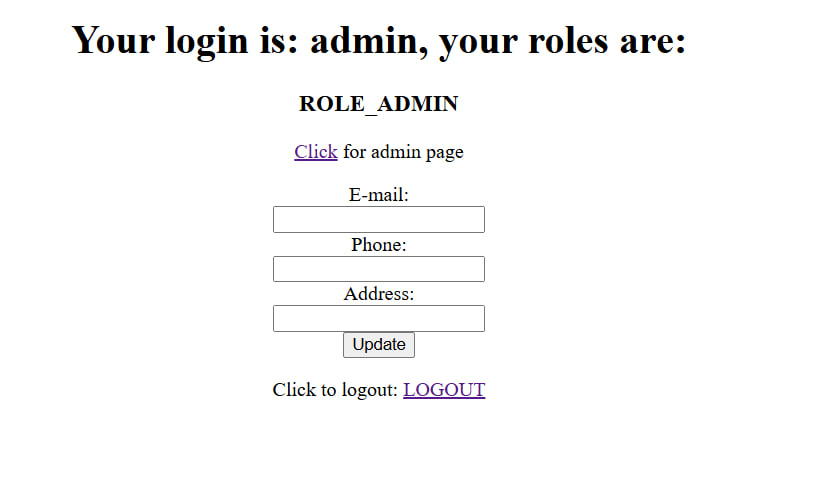 Your login is: admin, your roles are:
ROLE_ADMIN
Click for admin page
E-mail:
Phone:
Address:
Update
Click to logout: LOGOUT